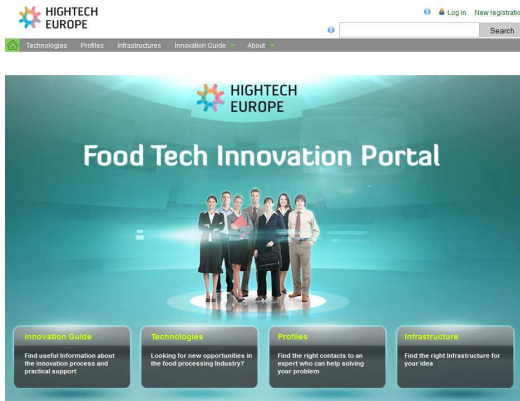 HIGHTECH
EUROPE
Log in New registratio
Search
Technologies Profiles Infrastructures Innovation Guide About
HIGHTECH
EUROPE
Food Tech Innovation Portal
Innovation Guide
Find useful Information about
the innovation process and
practical support
Technologies
Looking for new opportunities in
the food processing Industry?
Profiles
Find the right contacts to an
expert who can help solving
your problem
Infrastructure
Find the right Infrastructure for
your idea